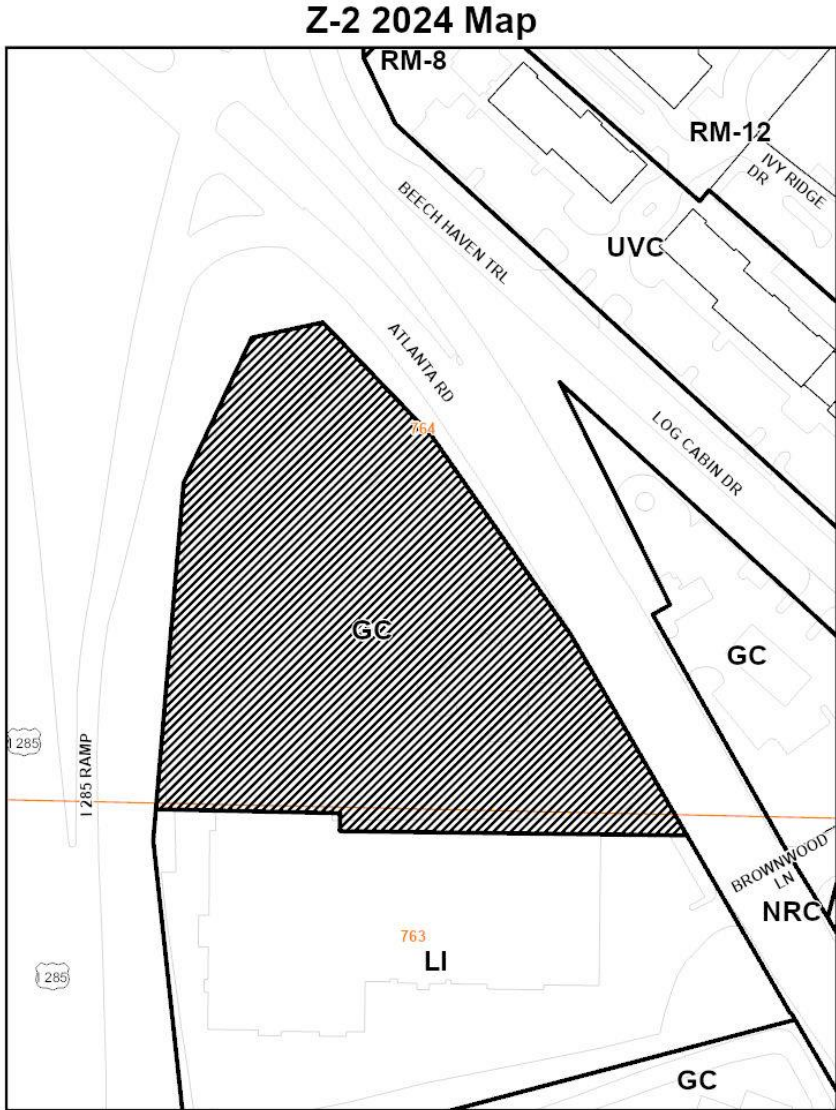 Z-2 2024 Map
RM-8
RM-12
IVY RIDGE
DR
BEECH HAVEN TRL
UVC
ATLANTA RD
764
LOG CABIN DR
GC
GC
I 285
I 285 RAMP
BROWNWOOD
LN
NRC
763
LI
I 285
GC